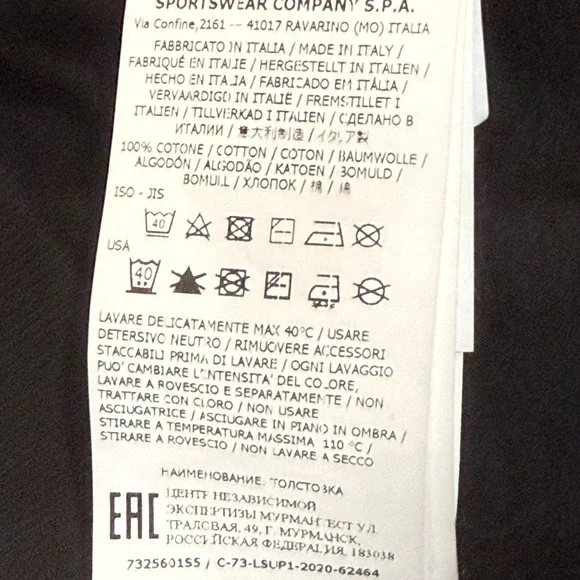 SPORTSWEAR COMPANY S.P.A.
Via Confine,2161 -- 41017 RAVARINO (MO) ITALIA
FABBRICATO IN ITALIA / MADE IN ITALY /
FABRIQUÉ EN ITALIE / HERGESTELLT IN ITALIEN /
HECHO EN ITALIA / FABRIZADO EM ITÁLIA /
VERVAARDIGD IN ITALIË / FREMSTILLET I
ITALIEN / TILLVERKAD I ITALIEN / СДЕЛАНО В
ИТАЛИИ / 意大利制造 / イタリア製
100% COTONE / COTTON / COTON / BAUMWOLLE /
ALGODÓN / ALGODÃO / KATOEN / BOMULD /
BOMULL / ХЛОПОК / 棉 / 綿
ISO - JIS
40
USA
40
LAVARE DELICATAMENTE MAX 40°C / USARE
DETERSIVO NEUTRO / RIMUOVERE ACCESSORI
STACCABILI PRIMA DI LAVARE / OGNI LAVAGGIO
PUO' CAMBIARE L'INTENSITA' DEL COLORE,
LAVARE A ROVESCIO E SEPARATAMENTE / NON
TRATTARE CON CLORO / NON USARE
ASCIUGATRICE / ASCIUGARE IN PIANO IN OMBRA /
STIRARE A TEMPERATURA MASSIMA 110 °C /
STIRARE A ROVESCIO / NON LAVARE A SECCO
НАИМЕНОВАНИЕ: ТОЛСТОЗКА
EAC
ЦЕНТР НЕЗАВИСИМОЙ
ЭКСПЕРТИЗЫ МУРМАНТЕСТ УЛ.
ТРАЛОВАЯ, 49, Г. МУРМАНСК,
РОССИЙСКАЯ ФЕДЕРАЦИЯ, 183038
7325601S5 / C-73-LSUP1-2020-62464